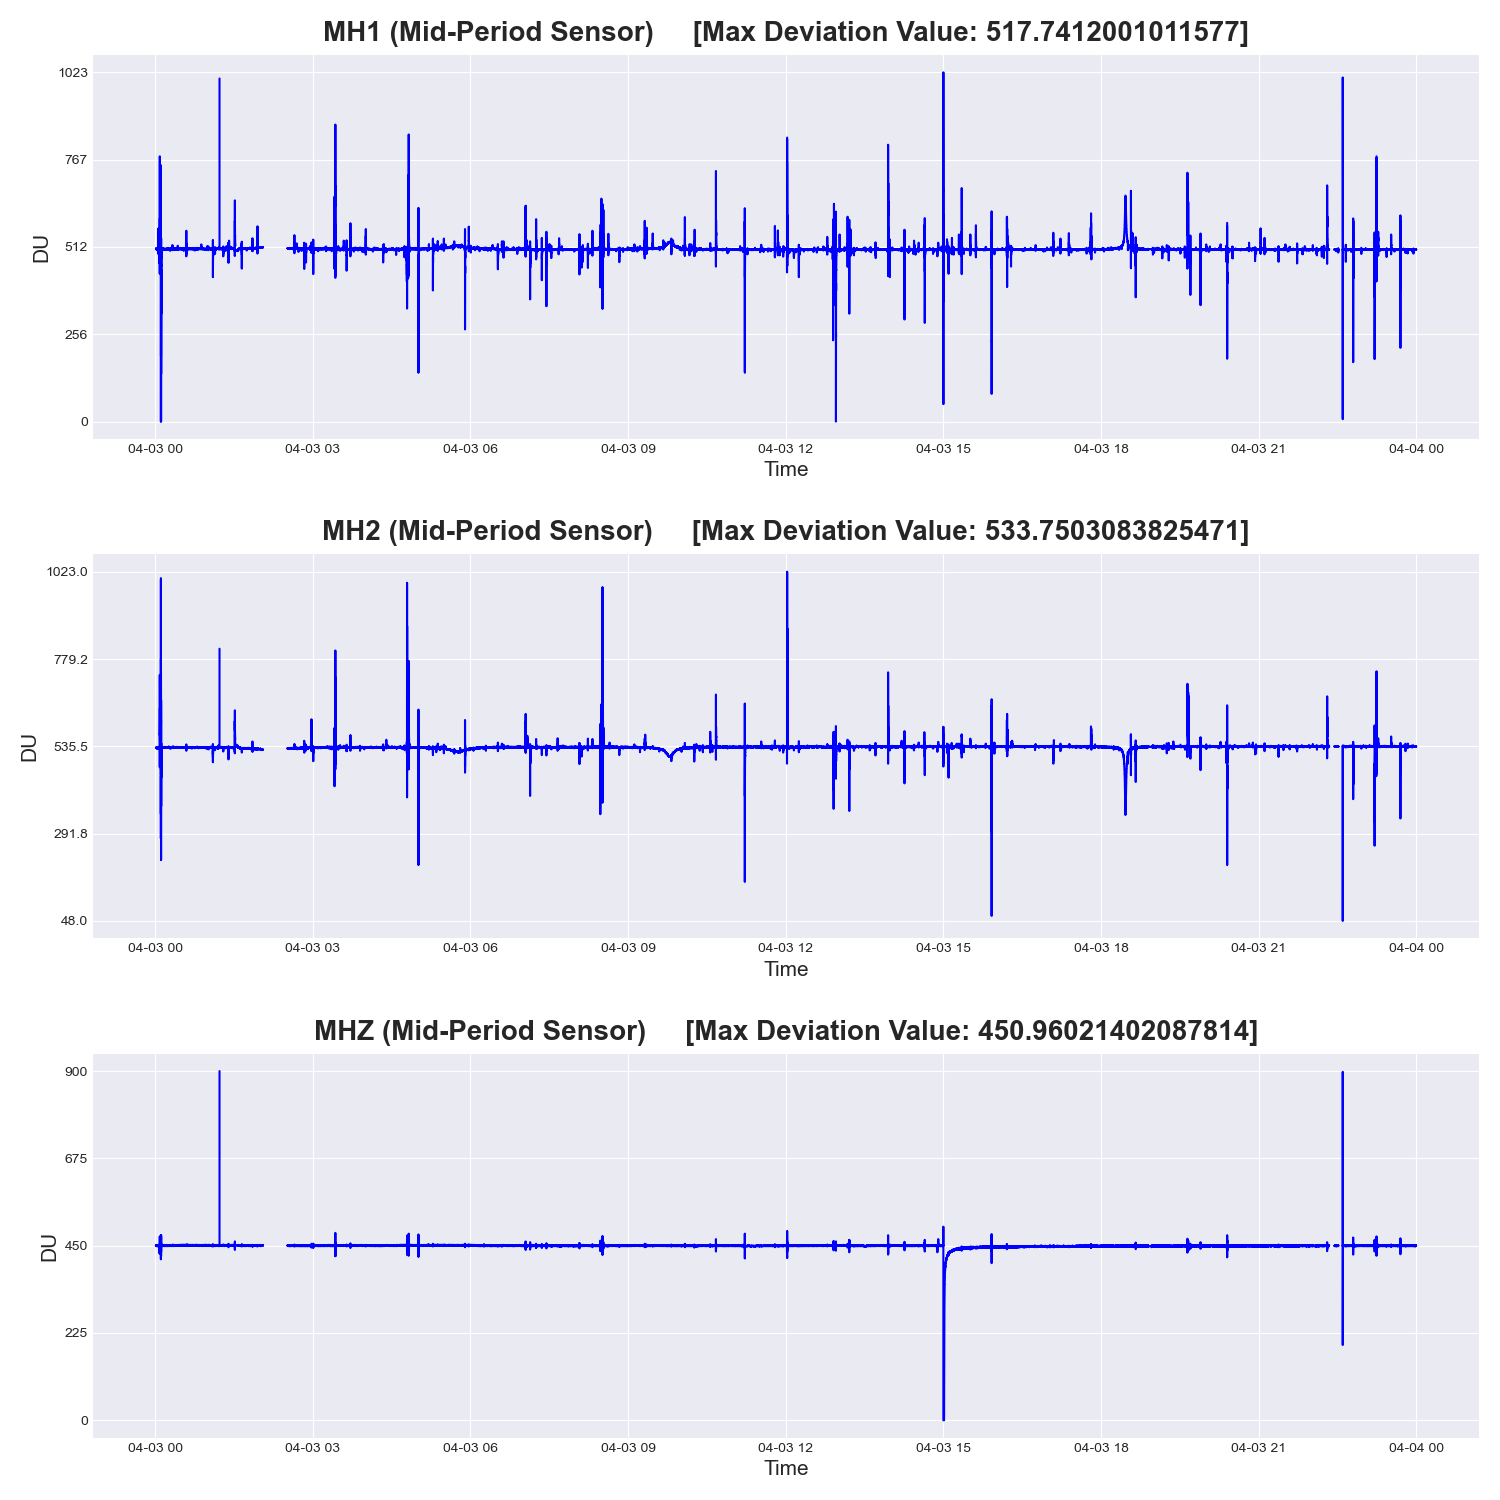 MH1 (Mid-Period Sensor) [Max Deviation Value: 517.7412001011577]
1023
767
512
256
0
DU
04-03 00 04-03 03 04-03 06 04-03 09 04-03 12 04-03 15 04-03 18 04-03 21 04-04 00
Time
MH2 (Mid-Period Sensor) [Max Deviation Value: 533.7503083825471]
1023.0
779.2
535.5
291.8
48.0
DU
04-03 00 04-03 03 04-03 06 04-03 09 04-03 12 04-03 15 04-03 18 04-03 21 04-04 00
Time
MHZ (Mid-Period Sensor) [Max Deviation Value: 450.96021402087814]
900
675
450
225
0
DU
04-03 00 04-03 03 04-03 06 04-03 09 04-03 12 04-03 15 04-03 18 04-03 21 04-04 00
Time